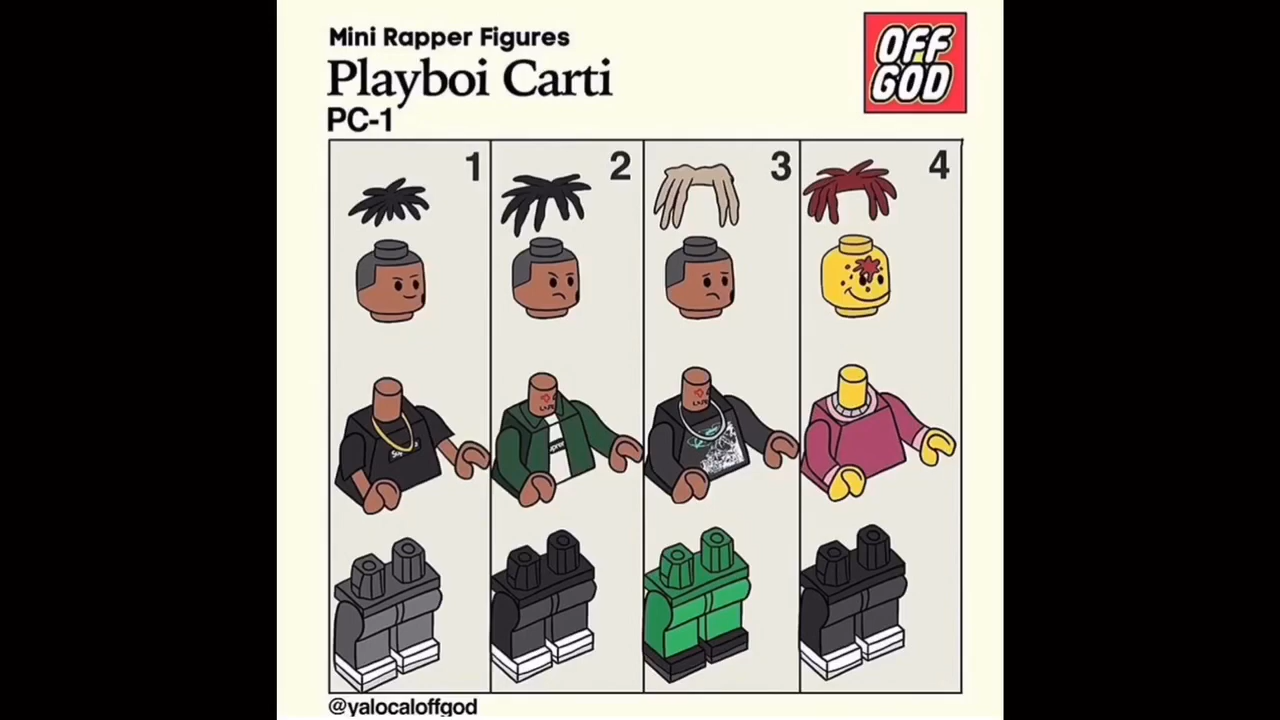 Mini Rapper Figures
Playboi Carti
PC-1
OFF
GOD
1
2
3
4
@yalocaloffgod